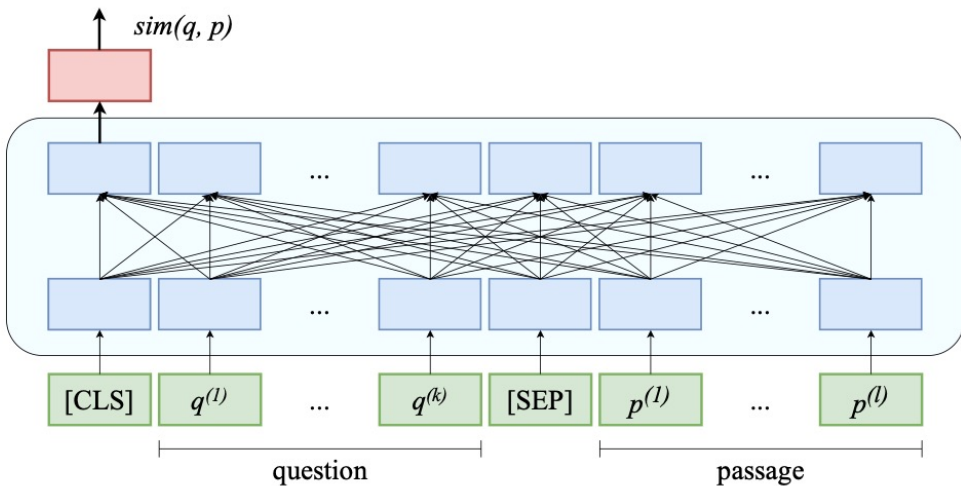 sim(q, p)
... ...
... ...
[CLS] q^(1) ... q^(k) [SEP] p^(1) ... p^(l)
question passage